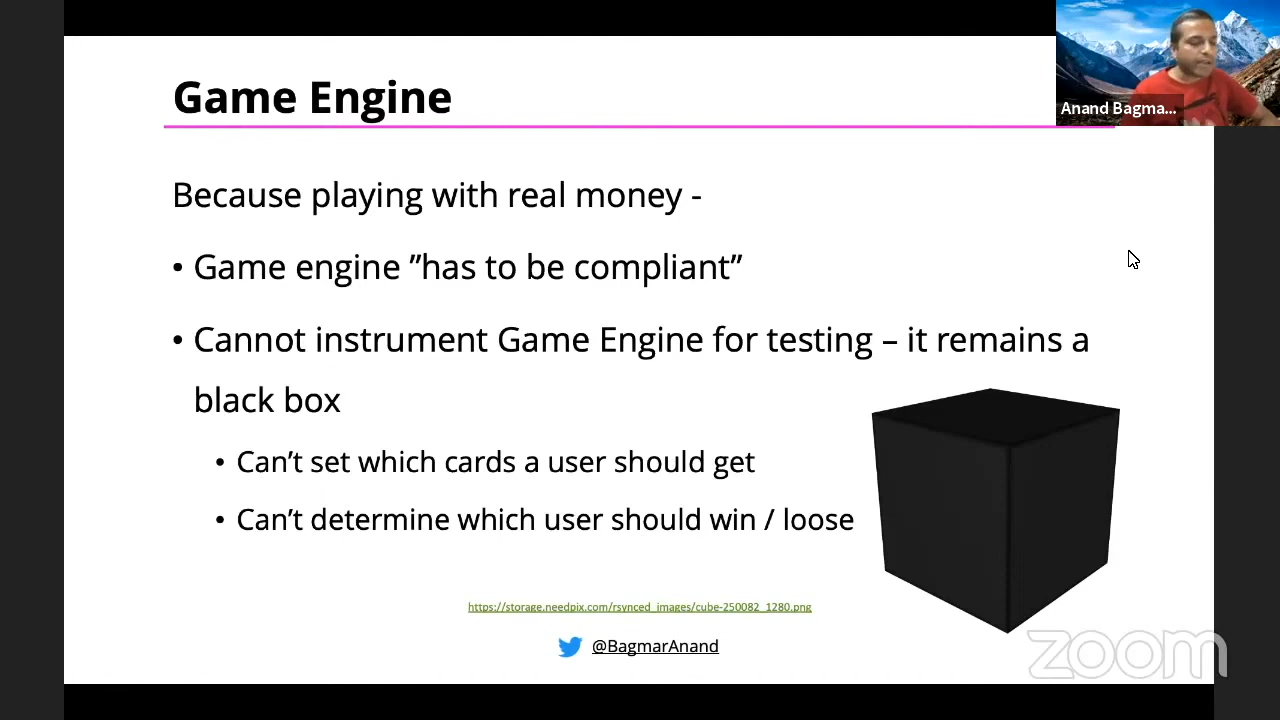 Game Engine
Anand Bagma...
Because playing with real money -
• Game engine ”has to be compliant”
• Cannot instrument Game Engine for testing – it remains a
black box
• Can’t set which cards a user should get
• Can’t determine which user should win / loose
https://storage.needpix.com/rsynced_images/cube-250082_1280.png
@BagmarAnand
zoom